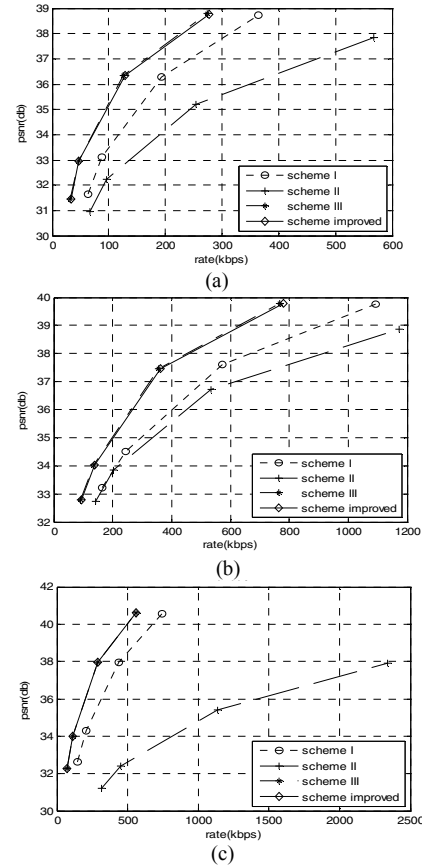 39
38
37
36
35
34
33
32
31
30
psnr(db)
0 100 200 300 400 500 600
rate(kbps)
scheme I
scheme II
scheme III
scheme improved
(a)
40
39
38
37
36
35
34
33
32
psnr(db)
0 200 400 600 800 1000 1200
rate(kbps)
scheme I
scheme II
scheme III
scheme improved
(b)
42
40
38
36
34
32
30
psnr(db)
0 500 1000 1500 2000 2500
rate(kbps)
scheme I
scheme II
scheme III
scheme improved
(c)